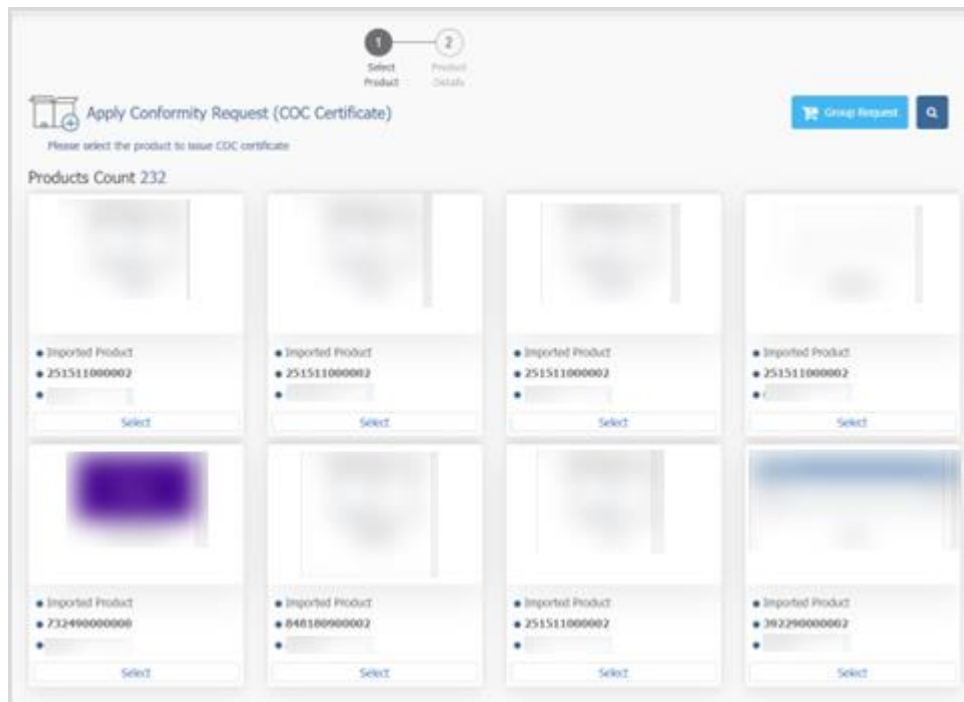 1
2
Select
Product
Product
Details
Apply Conformity Request (COC Certificate)
Group Request
Please select the product to issue COC certificate
Products Count 232
Imported Product
251511000002
Select
Imported Product
251511000002
Select
Imported Product
251511000002
Select
Imported Product
251511000002
Select
Imported Product
732490000000
Select
Imported Product
848180900002
Select
Imported Product
251511000002
Select
Imported Product
392290000002
Select